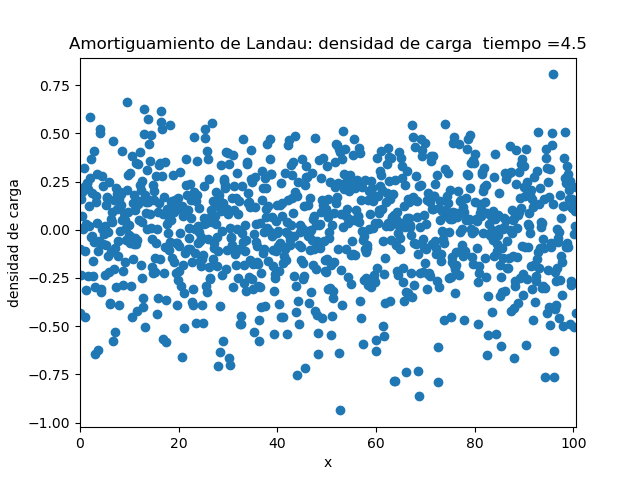 Amortiguamiento de Landau: densidad de carga  tiempo =4.5
0.75
0.50
0.25
0.00
−0.25
−0.50
−0.75
−1.00
densidad de carga
0 20 40 60 80 100
x